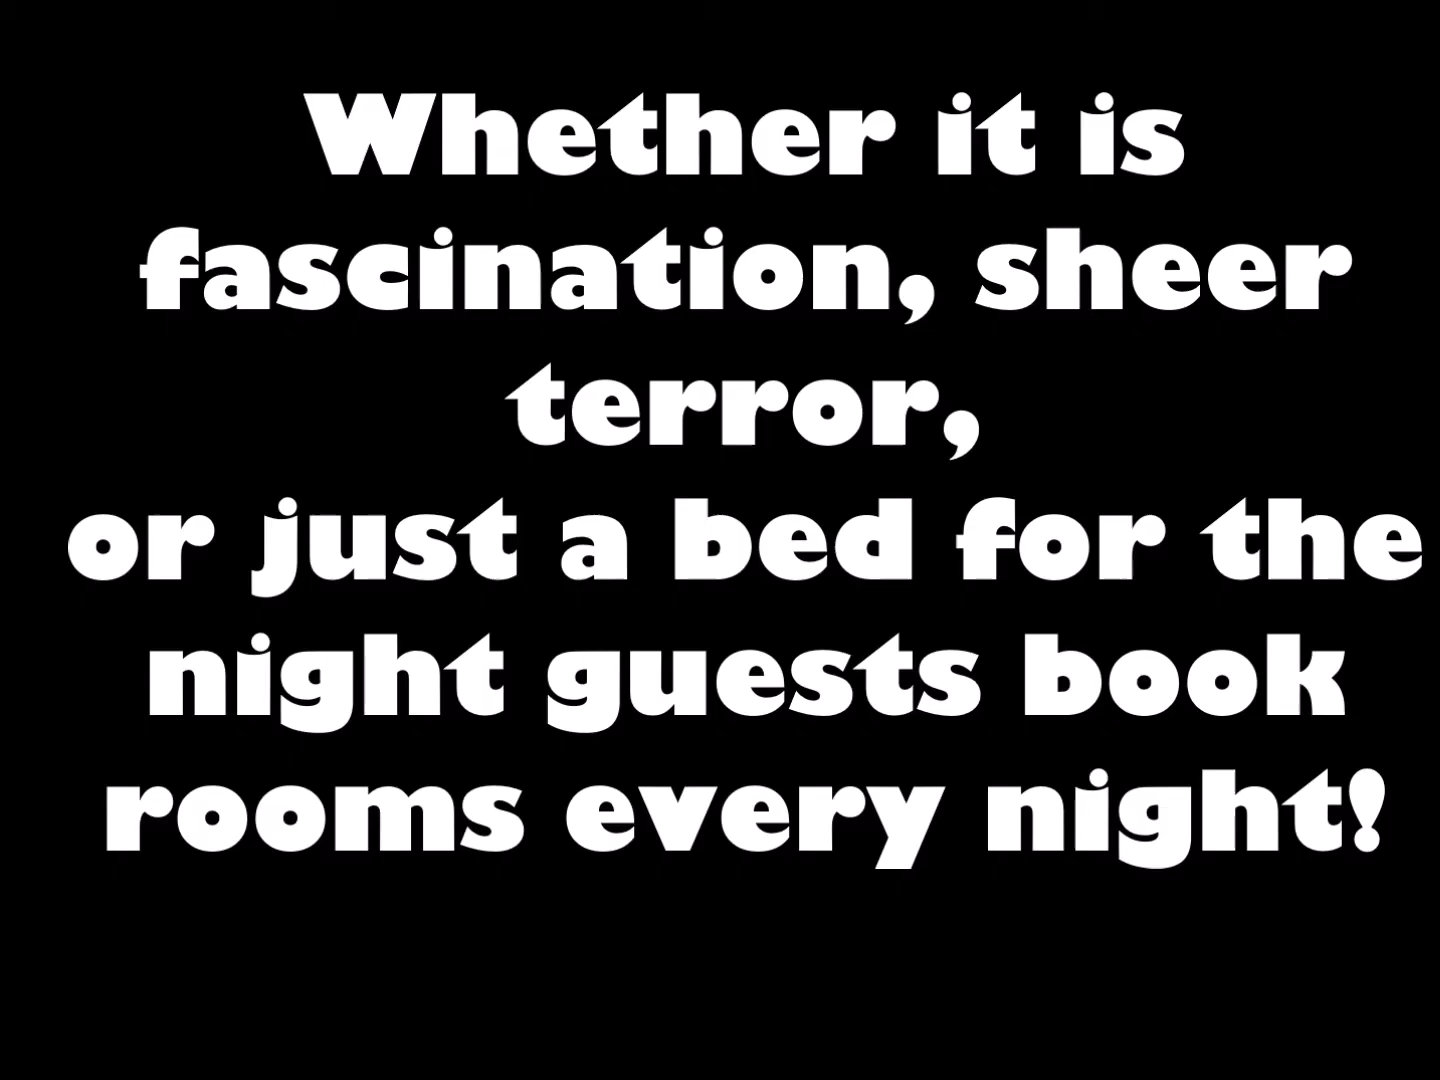 Whether it is
fascination, sheer
terror,
or just a bed for the
night guests book
rooms every night!